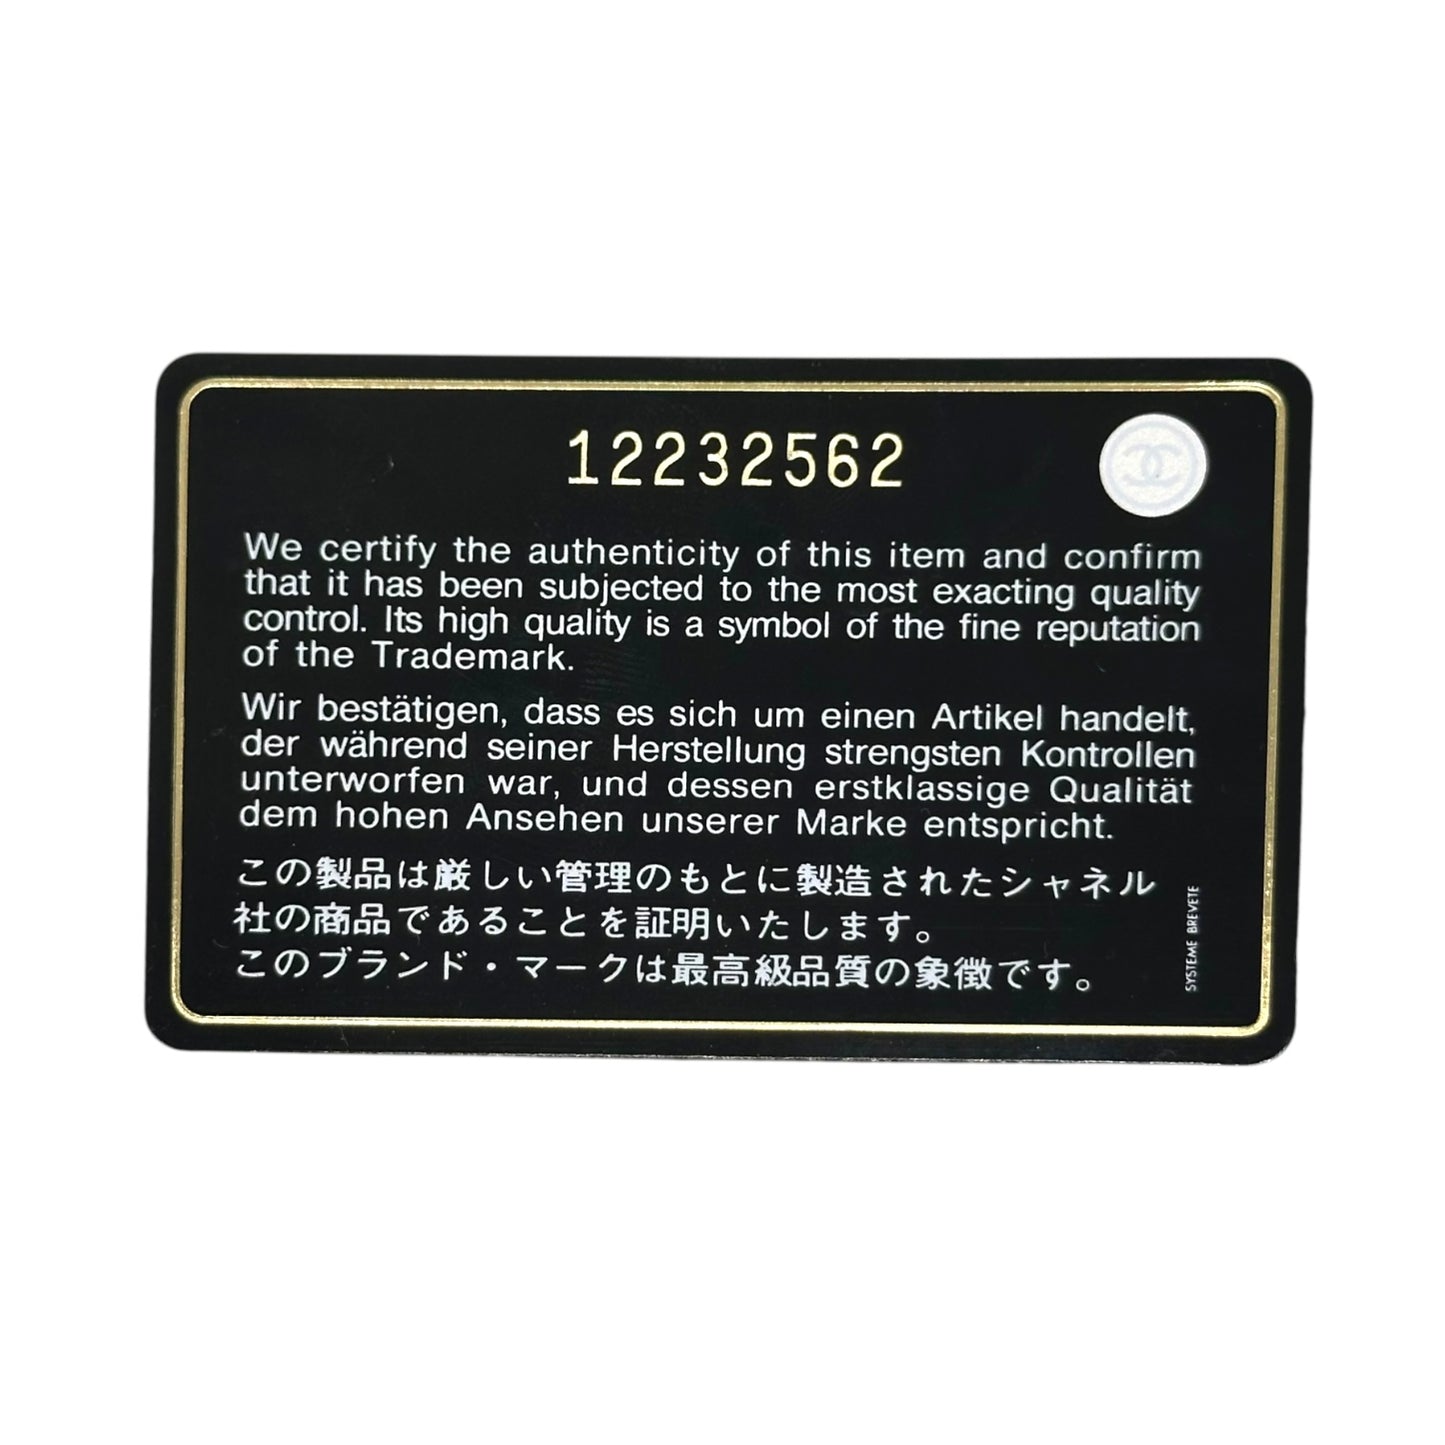 12232562
We certify the authenticity of this item and confirm
that it has been subjected to the most exacting quality
control. Its high quality is a symbol of the fine reputation
of the Trademark.
Wir bestätigen, dass es sich um einen Artikel handelt,
der während seiner Herstellung strengsten Kontrollen
unterworfen war, und dessen erstklassige Qualität
dem hohen Ansehen unserer Marke entspricht.
この製品は厳しい管理のもとに製造されたシャネル
社の商品であることを証明いたします。
このブランド・マークは最高級品質の象徴です。
SYSTEME BREVETE